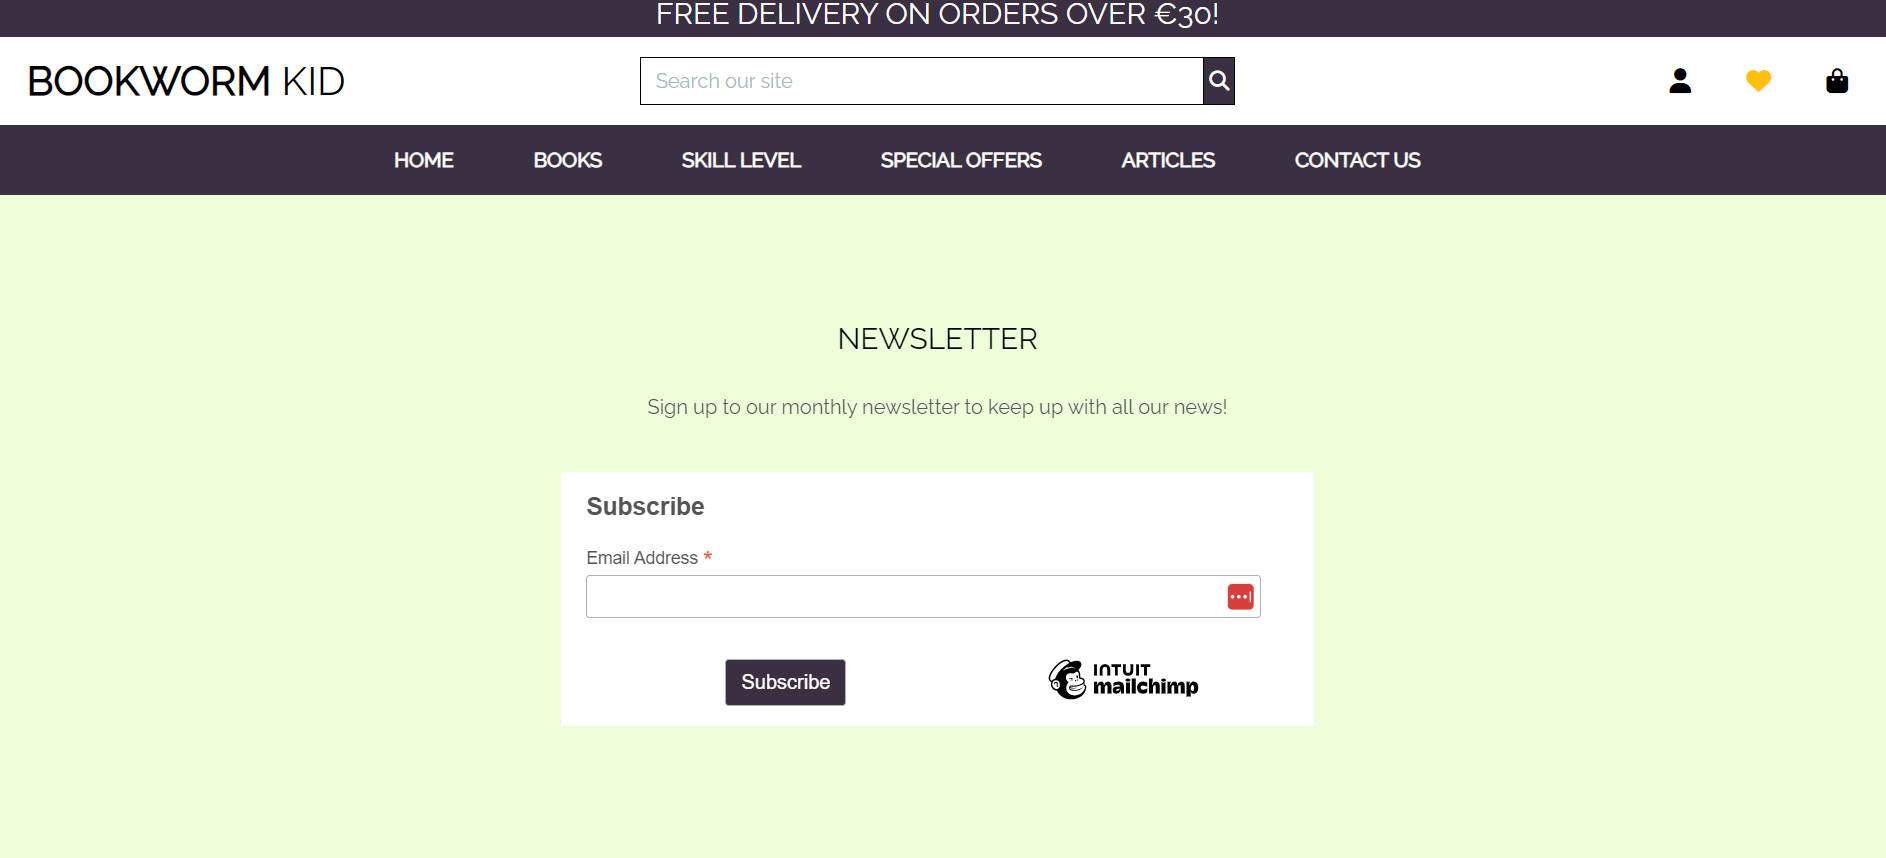 FREE DELIVERY ON ORDERS OVER €30!
BOOKWORM KID
Search our site
HOME BOOKS SKILL LEVEL SPECIAL OFFERS ARTICLES CONTACT US
NEWSLETTER
Sign up to our monthly newsletter to keep up with all our news!
Subscribe
Email Address *
Subscribe
INTUIT
mailchimp